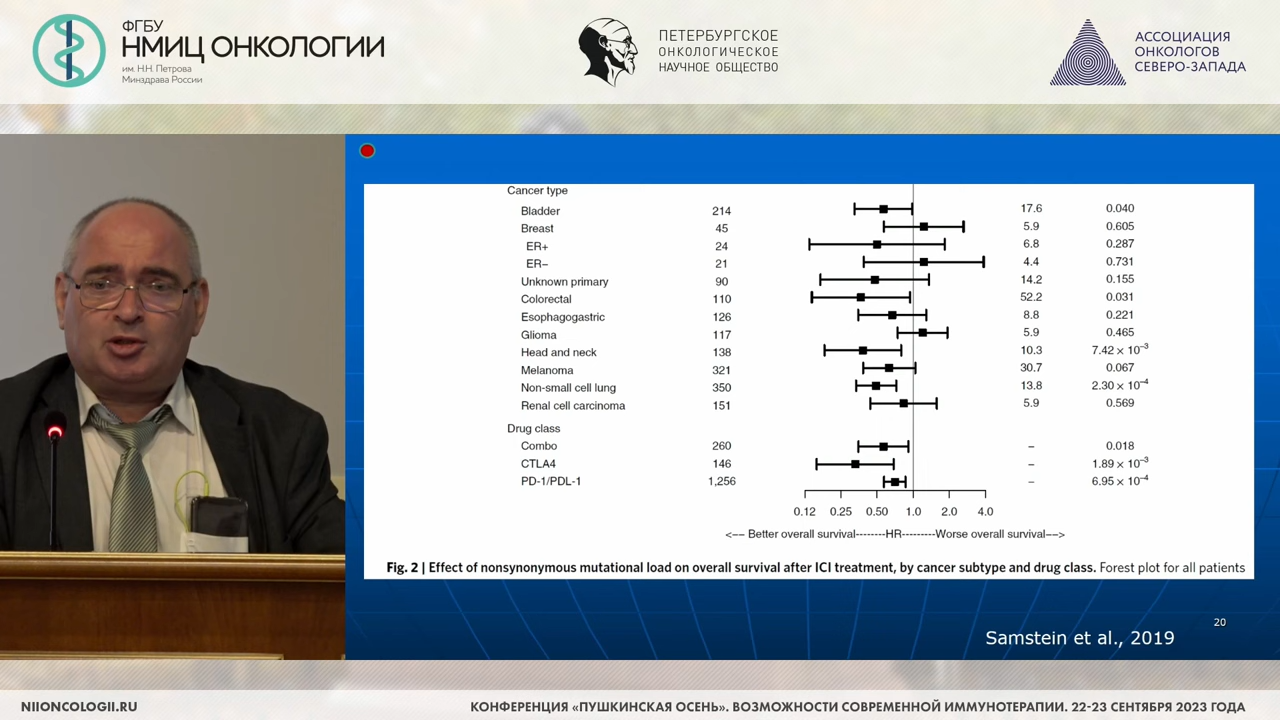 ФГБУ
НМИЦ ОНКОЛОГИИ
им. Н.Н. Петрова
Минздрава России
ПЕТЕРБУРГСКОЕ
ОНКОЛОГИЧЕСКОЕ
НАУЧНОЕ ОБЩЕСТВО
АССОЦИАЦИЯ
ОНКОЛОГОВ
СЕВЕРО-ЗАПАДА
Cancer type
Bladder 214 17.6 0.040
Breast 45 5.9 0.605
ER+ 24 6.8 0.287
ER− 21 4.4 0.731
Unknown primary 90 14.2 0.155
Colorectal 110 52.2 0.031
Esophagogastric 126 8.8 0.221
Glioma 117 5.9 0.465
Head and neck 138 10.3 7.42 × 10⁻³
Melanoma 321 30.7 0.067
Non-small cell lung 350 13.8 2.30 × 10⁻⁴
Renal cell carcinoma 151 5.9 0.569
Drug class
Combo 260 – 0.018
CTLA4 146 – 1.89 × 10⁻³
PD-1/PDL-1 1,256 – 6.95 × 10⁻⁴
0.12 0.25 0.50 1.0 2.0 4.0
<−− Better overall survival--------HR---------Worse overall survival−−>
Fig. 2 | Effect of nonsynonymous mutational load on overall survival after ICI treatment, by cancer subtype and drug class. Forest plot for all patients
20
Samstein et al., 2019
NIIONCOLOGII.RU
КОНФЕРЕНЦИЯ «ПУШКИНСКАЯ ОСЕНЬ». ВОЗМОЖНОСТИ СОВРЕМЕННОЙ ИММУНОТЕРАПИИ. 22-23 СЕНТЯБРЯ 2023 ГОДА